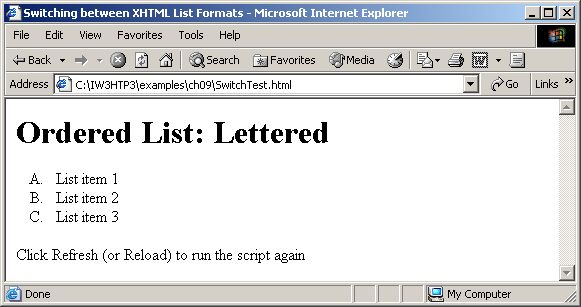 Switching between XHTML List Formats - Microsoft Internet Explorer
File Edit View Favorites Tools Help
Back Search Favorites Media
Address C:\IW3HTP3\examples\ch09\SwitchTest.html Go Links »
Ordered List: Lettered
A. List item 1
B. List item 2
C. List item 3
Click Refresh (or Reload) to run the script again
Done My Computer